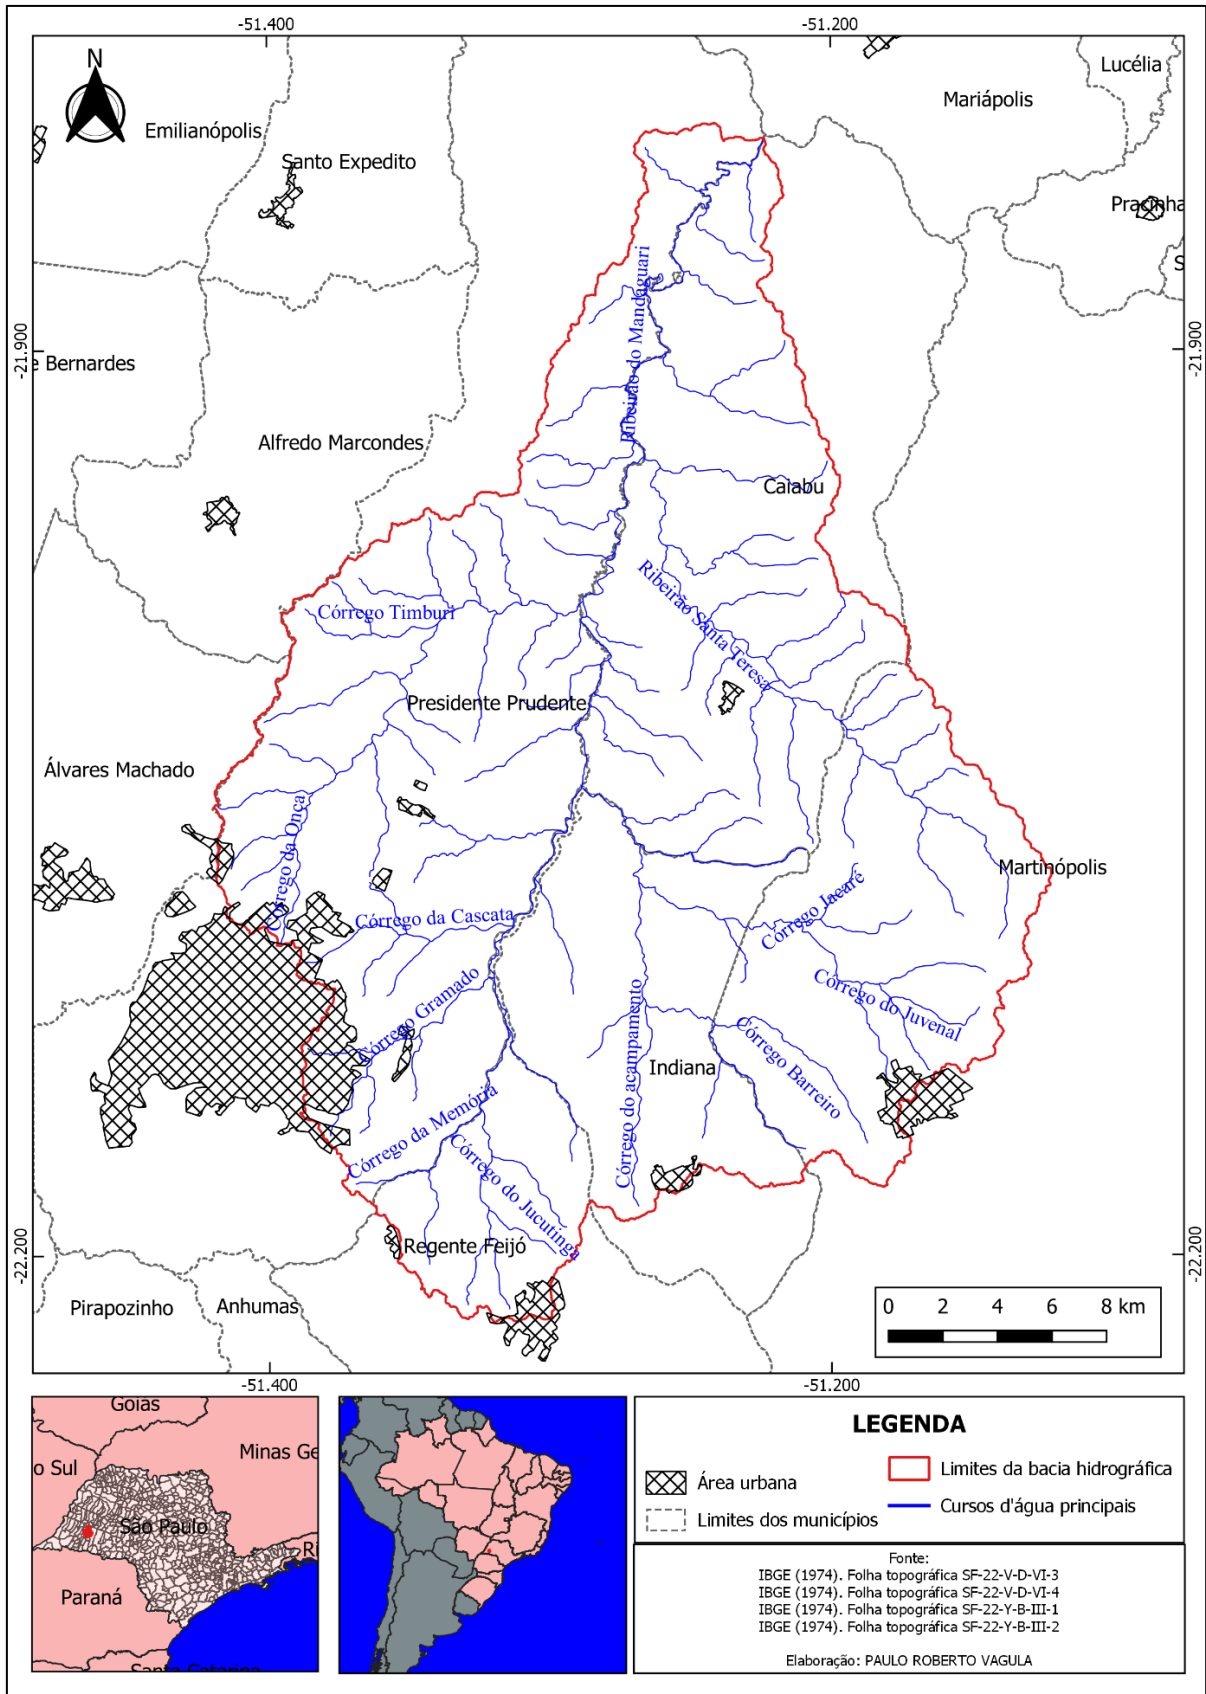 -51.400
-51.200
N
Lucélia
Mariápolis
Emilianópolis
Santo Expedito
Pracinha
S
Ribeirão do Mandaguari
-21.900
-21.900
e Bernardes
Alfredo Marcondes
Caiabu
Ribeirão Santa Teresa
Córrego Timburi
Presidente Prudente
Álvares Machado
Córrego da Onça
Martinópolis
Córrego Jacaré
Córrego da Cascata
Córrego Gramado
Córrego do acampamento
Córrego do Juvenal
Córrego Barreiro
Indiana
Córrego da Memória
Córrego do Jucutinga
Regente Feijó
-22.200
-22.200
Pirapozinho
Anhumas
0 2 4 6 8 km
-51.400
-51.200
Goiás
Minas Ge
o Sul
São Paulo
Ri
Paraná
Santa Catarina
LEGENDA
Área urbana
Limites dos municípios
Limites da bacia hidrográfica
Cursos d'água principais
Fonte:
IBGE (1974). Folha topográfica SF-22-V-D-VI-3
IBGE (1974). Folha topográfica SF-22-V-D-VI-4
IBGE (1974). Folha topográfica SF-22-Y-B-III-1
IBGE (1974). Folha topográfica SF-22-Y-B-III-2
Elaboração: PAULO ROBERTO VAGULA